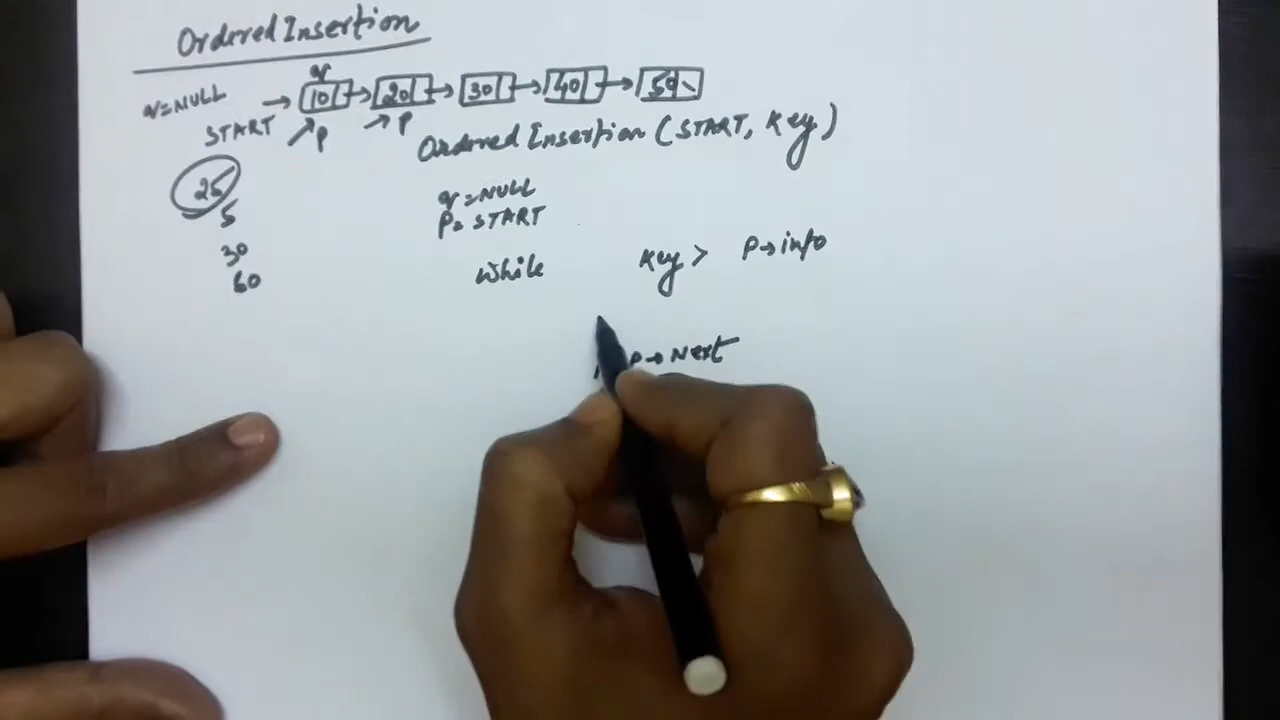 Ordered Insertion
q
q=NULL → 10 → 20 → 30 → 40 → 50
START P P
Ordered Insertion (START, Key)
25
5
30
60
q=NULL
P= START
While Key > P→info
P→Next